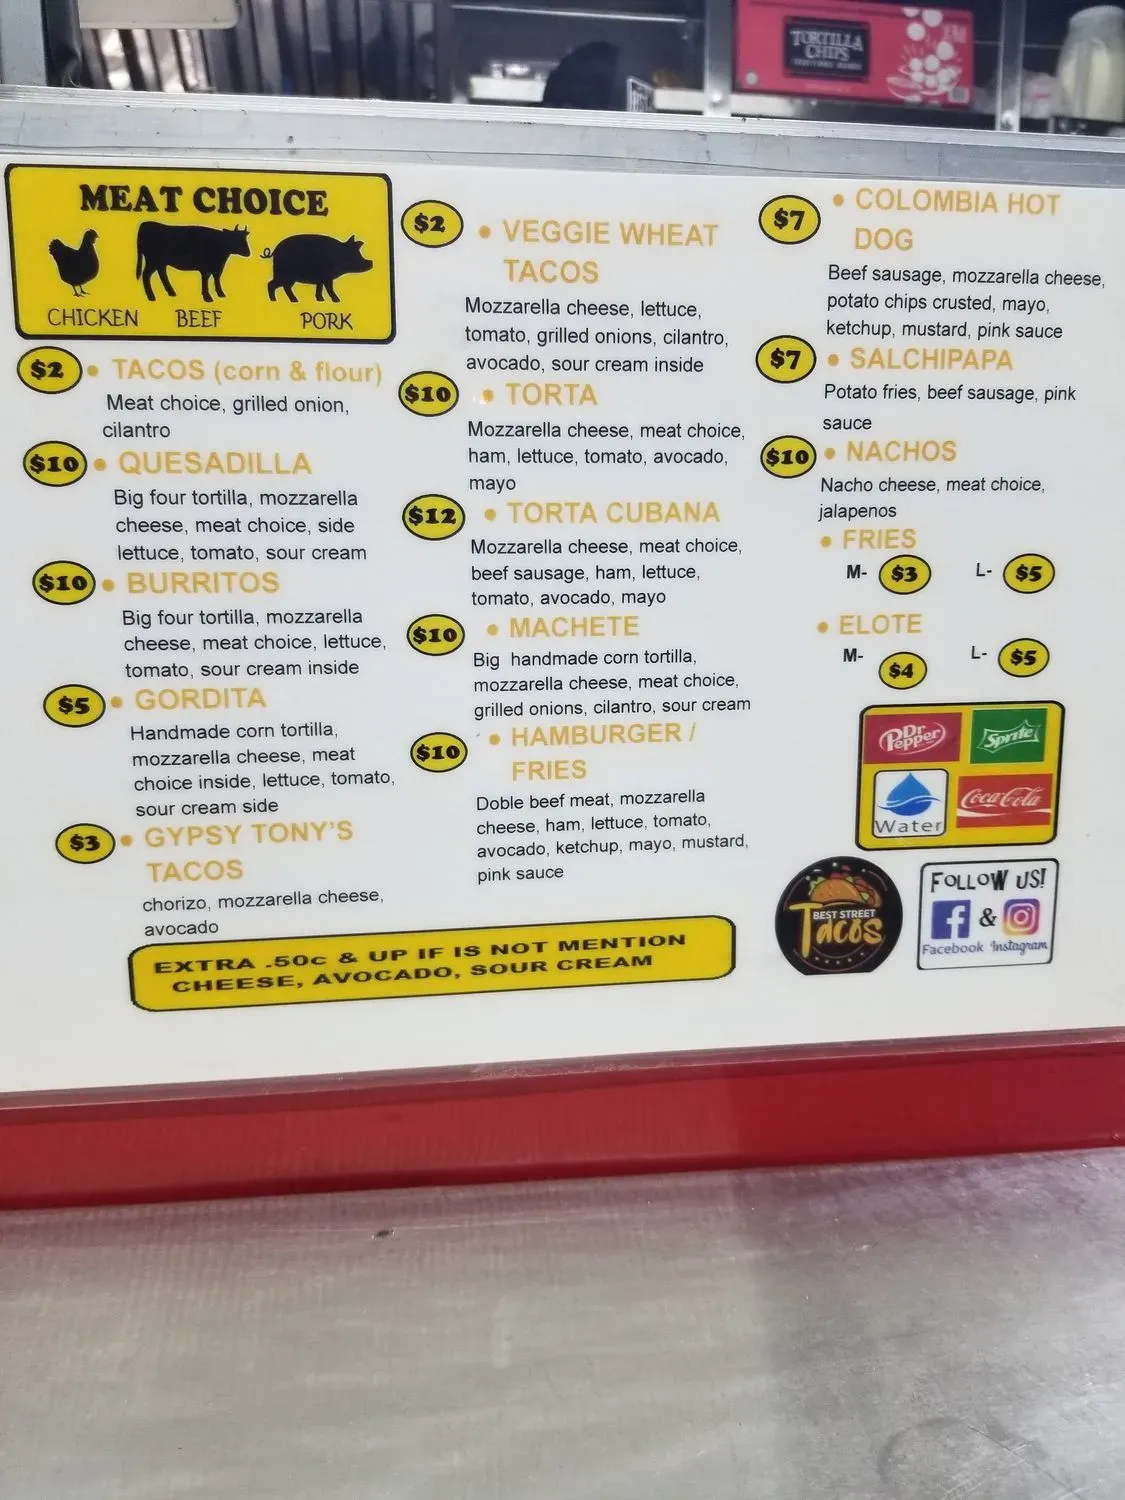 TORTILLA
CHIPS
MEAT CHOICE
CHICKEN BEEF PORK
$2 • TACOS (corn & flour)
Meat choice, grilled onion,
cilantro
$10 • QUESADILLA
Big four tortilla, mozzarella
cheese, meat choice, side
lettuce, tomato, sour cream
$10 • BURRITOS
Big four tortilla, mozzarella
cheese, meat choice, lettuce,
tomato, sour cream inside
$5 • GORDITA
Handmade corn tortilla,
mozzarella cheese, meat
choice inside, lettuce, tomato,
sour cream side
$3 • GYPSY TONY'S
TACOS
chorizo, mozzarella cheese,
avocado
$2 • VEGGIE WHEAT
TACOS
Mozzarella cheese, lettuce,
tomato, grilled onions, cilantro,
avocado, sour cream inside
$10 • TORTA
Mozzarella cheese, meat choice,
ham, lettuce, tomato, avocado,
mayo
$12 • TORTA CUBANA
Mozzarella cheese, meat choice,
beef sausage, ham, lettuce,
tomato, avocado, mayo
$10 • MACHETE
Big handmade corn tortilla,
mozzarella cheese, meat choice,
grilled onions, cilantro, sour cream
$10 • HAMBURGER /
FRIES
Doble beef meat, mozzarella
cheese, ham, lettuce, tomato,
avocado, ketchup, mayo, mustard,
pink sauce
$7 • COLOMBIA HOT
DOG
Beef sausage, mozzarella cheese,
potato chips crusted, mayo,
ketchup, mustard, pink sauce
$7 • SALCHIPAPA
Potato fries, beef sausage, pink
sauce
$10 • NACHOS
Nacho cheese, meat choice,
jalapenos
• FRIES
M- $3 L- $5
• ELOTE
M- $4 L- $5
Dr Pepper Sprite
Water Coca-Cola
BEST STREET
Tacos
FOLLOW US!
&
Facebook Instagram
EXTRA .50c & UP IF IS NOT MENTION
CHEESE, AVOCADO, SOUR CREAM